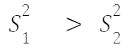 S₁² > S₂²